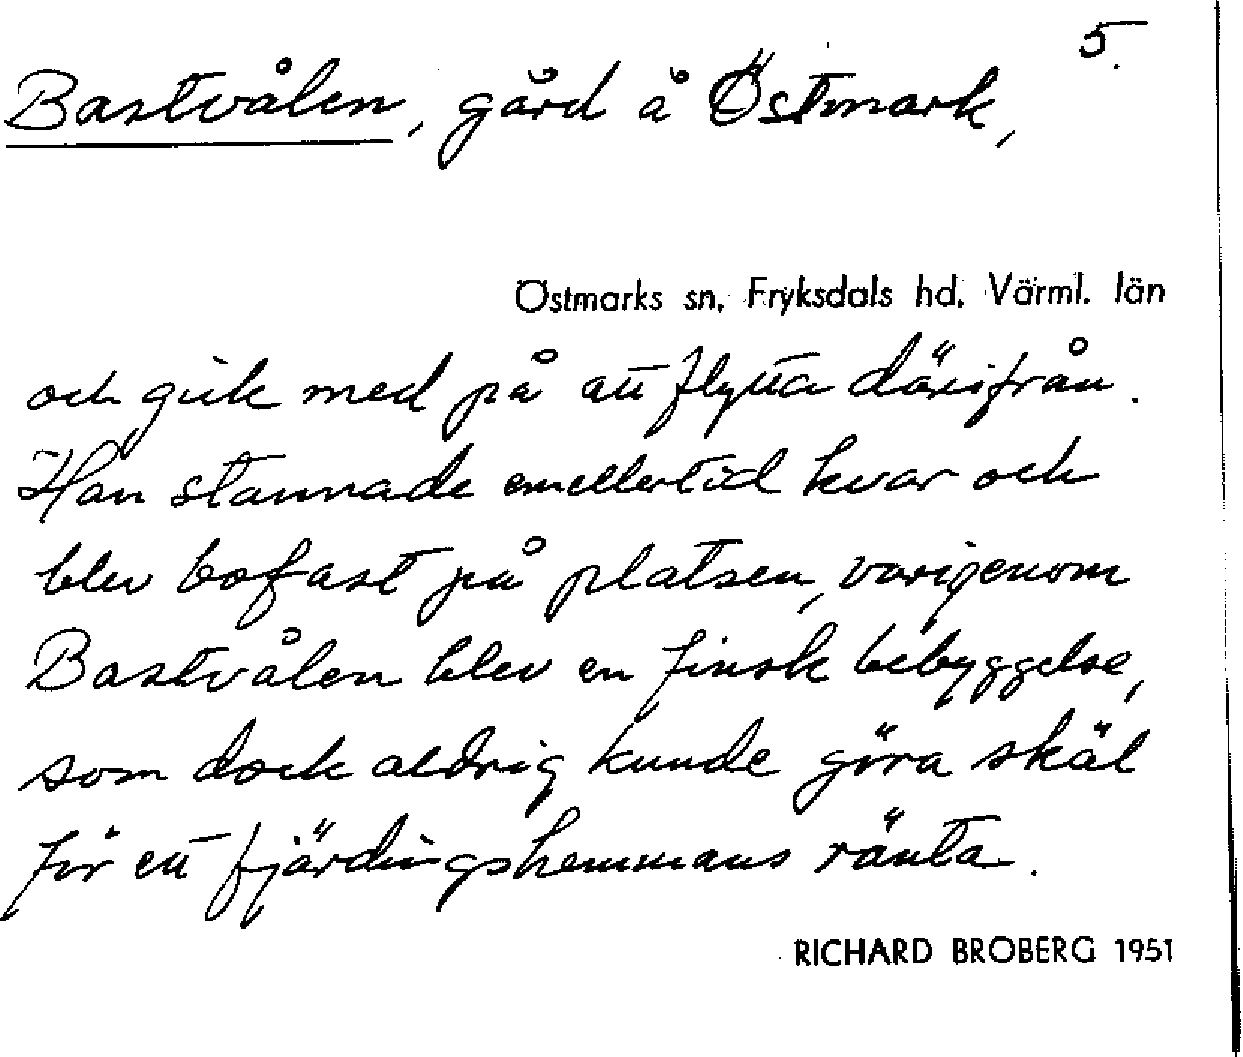 5.
Bastvålen, gård å Östmark,
Östmarks sn, Fryksdals hd. Värml. län
och gick med på att flytta därifrån.
Han stannade emellertid kvar och
blev bofast på platsen, varigenom
Bastvålen blev en finsk bebyggelse,
som dock aldrig kunde göra skäl
för ett fjärdingshemmans ränta.
RICHARD BROBERG 1951